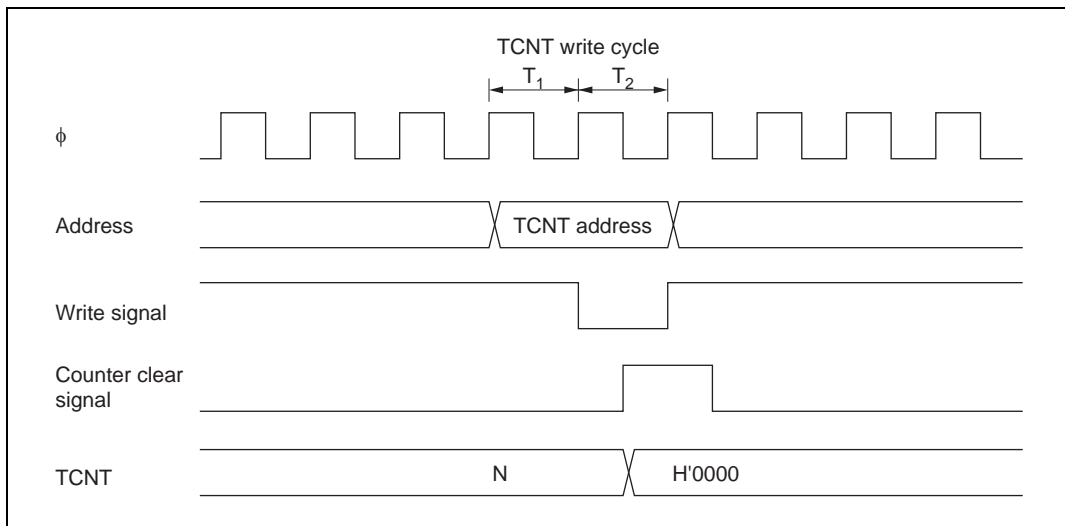 TCNT write cycle
T₁ T₂
ϕ
Address
TCNT address
Write signal
Counter clear
signal
TCNT
N
H'0000